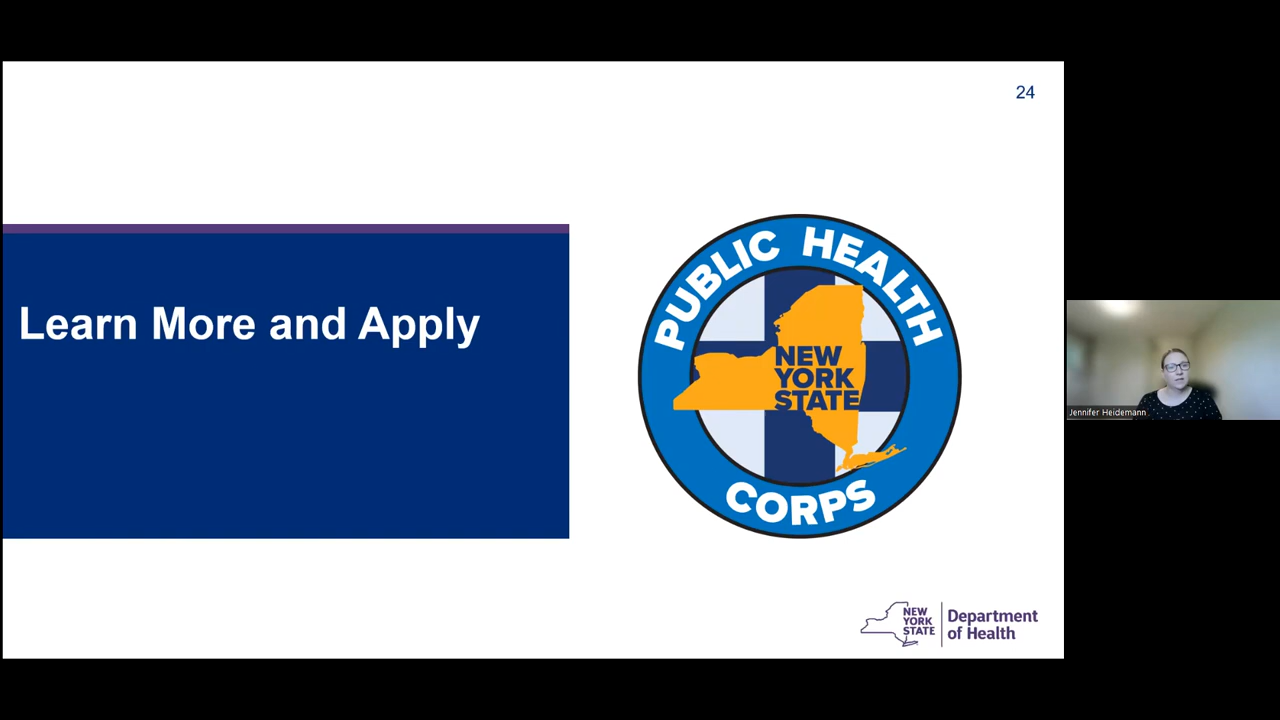 24
Learn More and Apply
PUBLIC HEALTH
NEW
YORK
STATE
CORPS
Jennifer Heidemann
NEW
YORK
STATE
Department
of Health